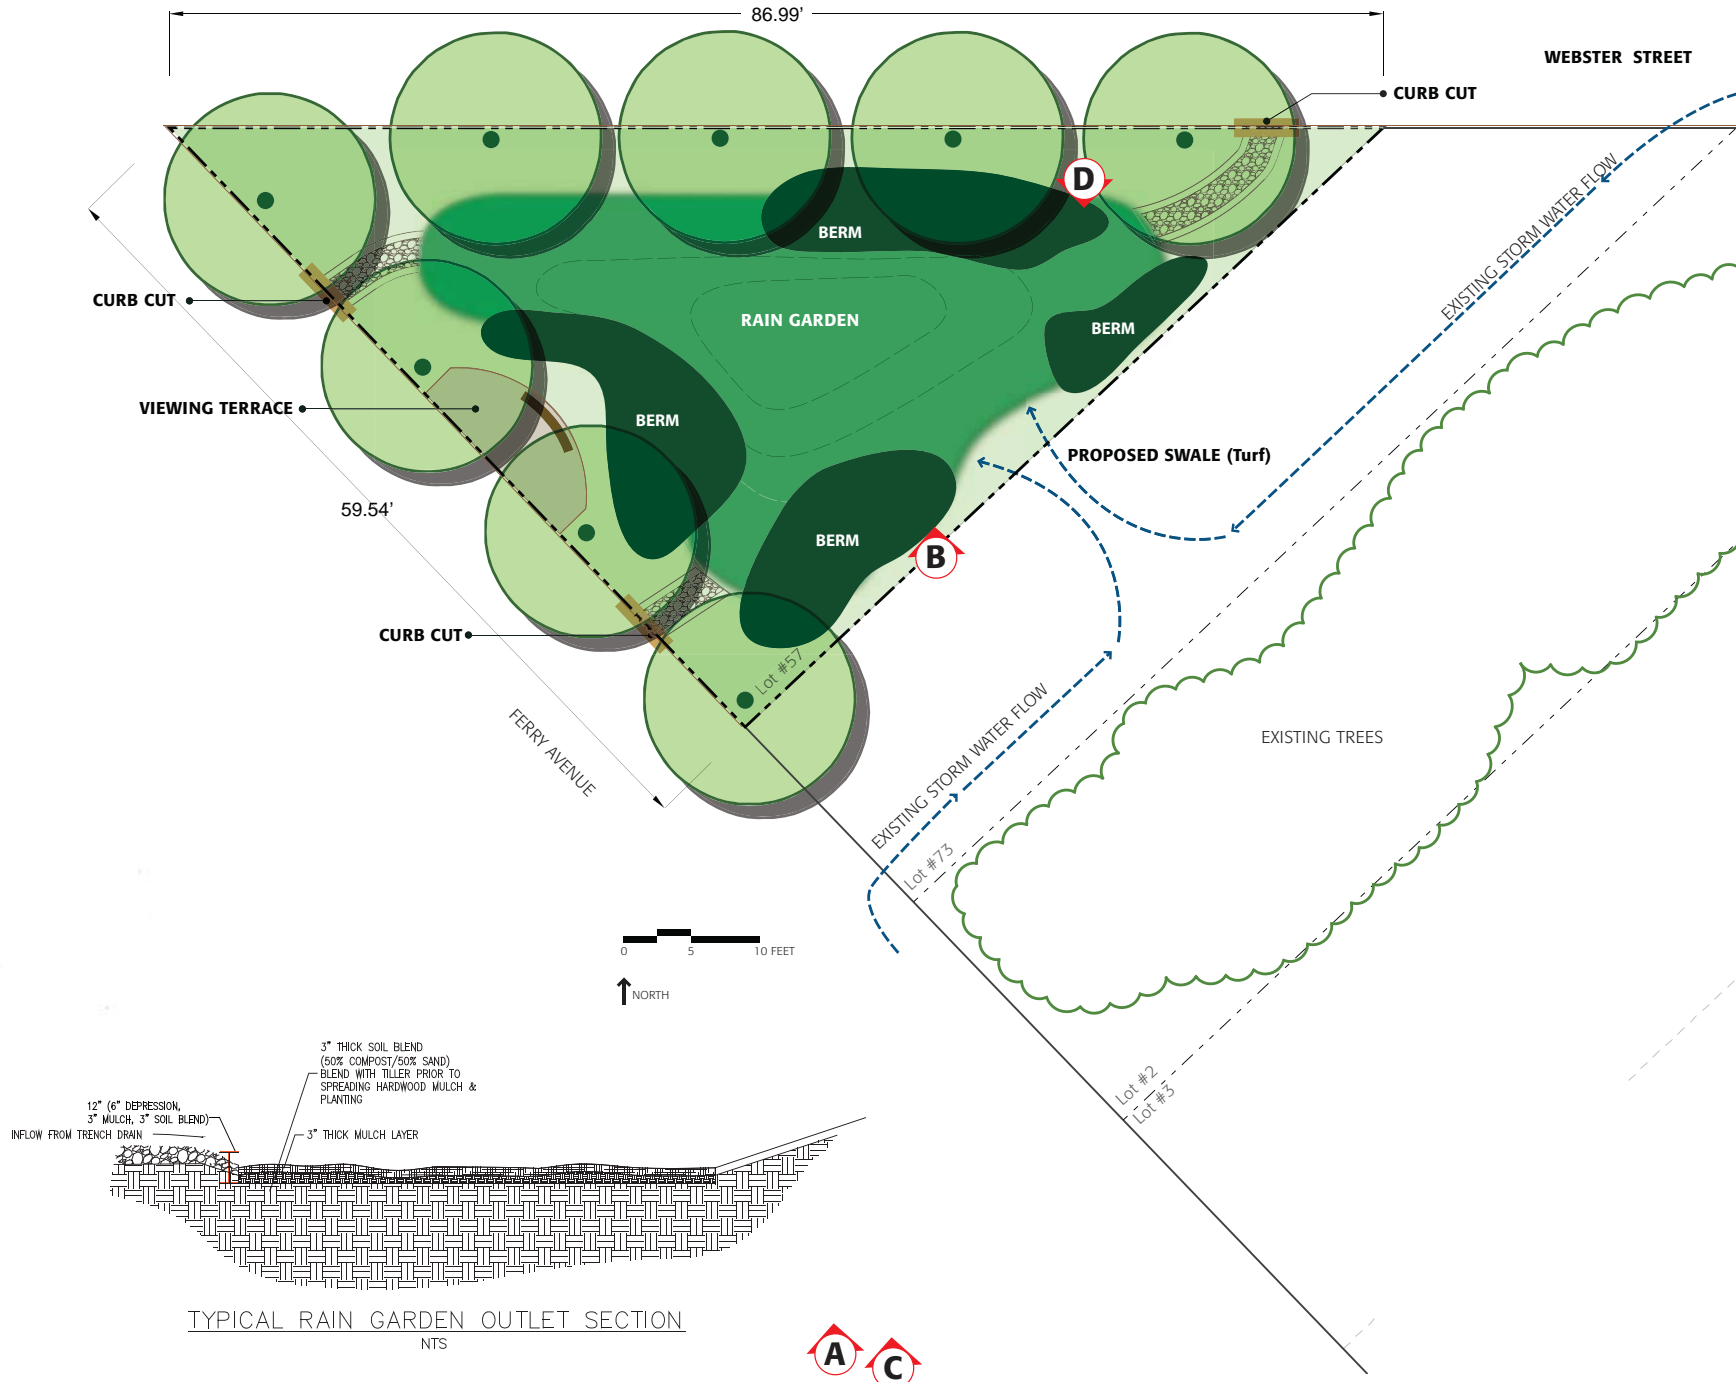 86.99'
WEBSTER STREET
CURB CUT
D
BERM
EXISTING STORM WATER FLOW
CURB CUT
RAIN GARDEN
BERM
VIEWING TERRACE
BERM
PROPOSED SWALE (Turf)
59.54'
BERM
B
CURB CUT
Lot #57
FERRY AVENUE
EXISTING STORM WATER FLOW
EXISTING TREES
Lot #73
0 5 10 FEET
NORTH
Lot #2
Lot #3
3" THICK SOIL BLEND
(50% COMPOST/50% SAND)
BLEND WITH TILLER PRIOR TO
SPREADING HARDWOOD MULCH &
PLANTING
12" (6" DEPRESSION,
3" MULCH, 3" SOIL BLEND)
INFLOW FROM TRENCH DRAIN
3" THICK MULCH LAYER
TYPICAL RAIN GARDEN OUTLET SECTION
NTS
A
C